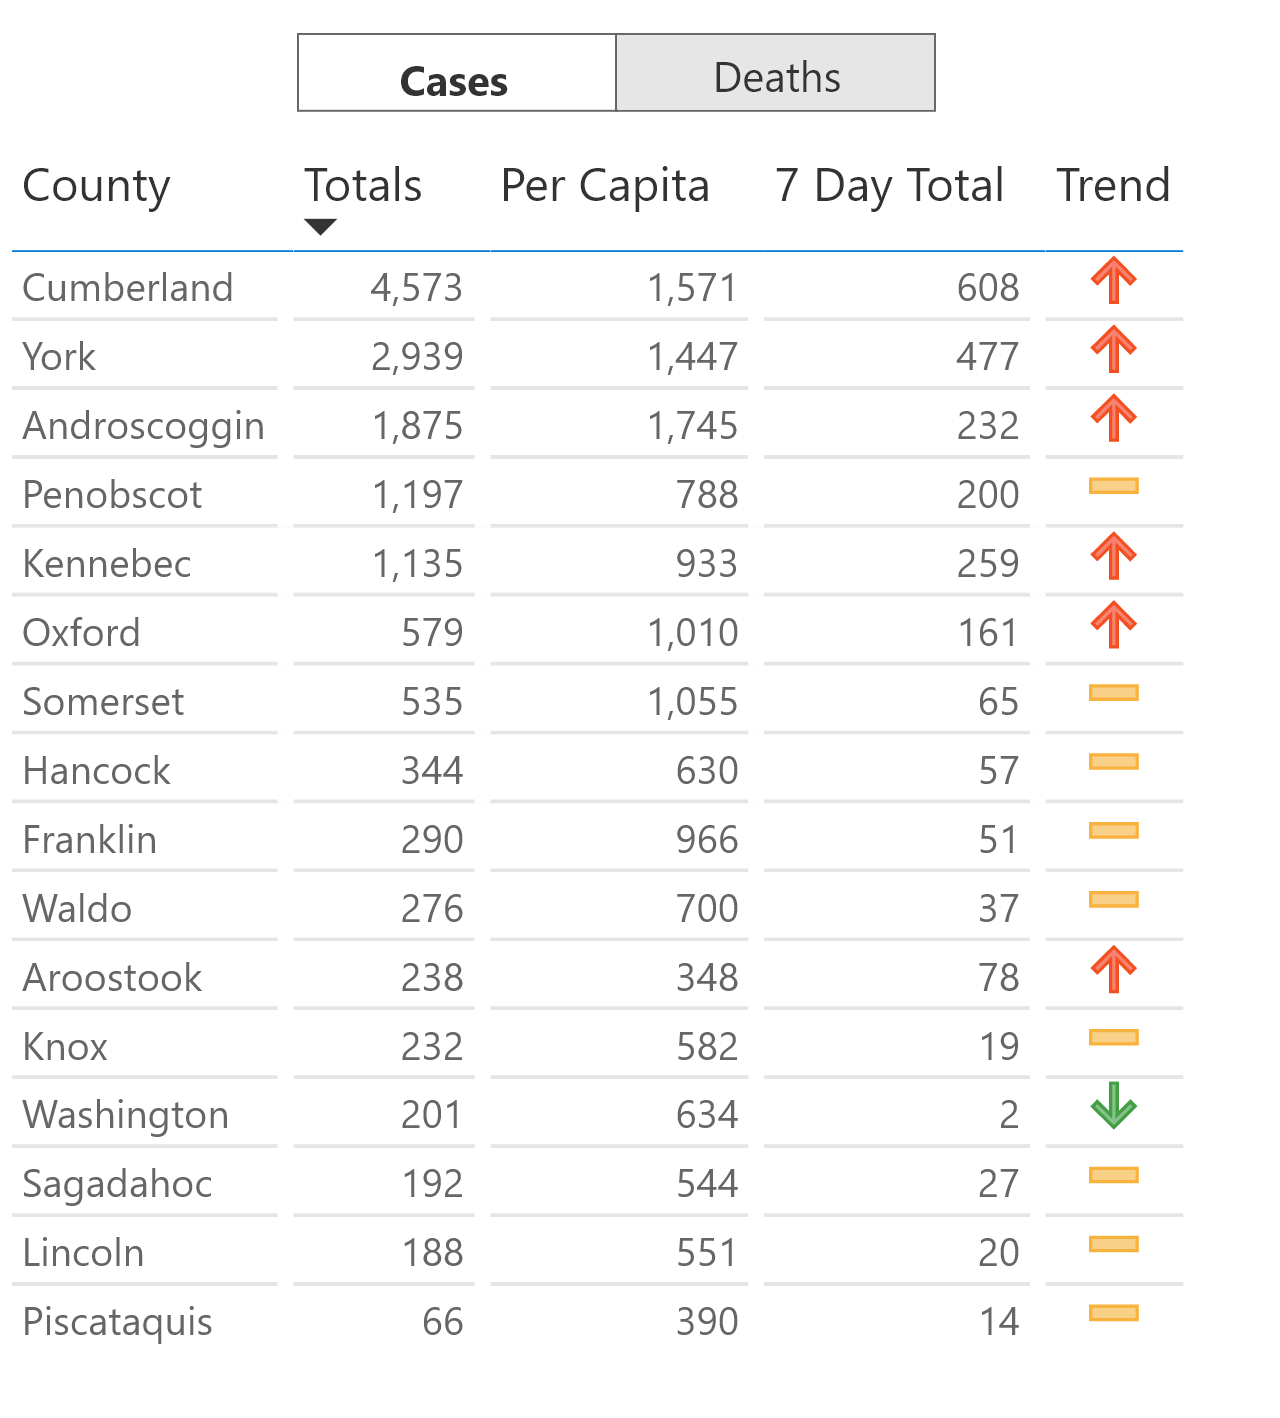 Cases Deaths
County Totals Per Capita 7 Day Total Trend
Cumberland 4,573 1,571 608
York 2,939 1,447 477
Androscoggin 1,875 1,745 232
Penobscot 1,197 788 200
Kennebec 1,135 933 259
Oxford 579 1,010 161
Somerset 535 1,055 65
Hancock 344 630 57
Franklin 290 966 51
Waldo 276 700 37
Aroostook 238 348 78
Knox 232 582 19
Washington 201 634 2
Sagadahoc 192 544 27
Lincoln 188 551 20
Piscataquis 66 390 14